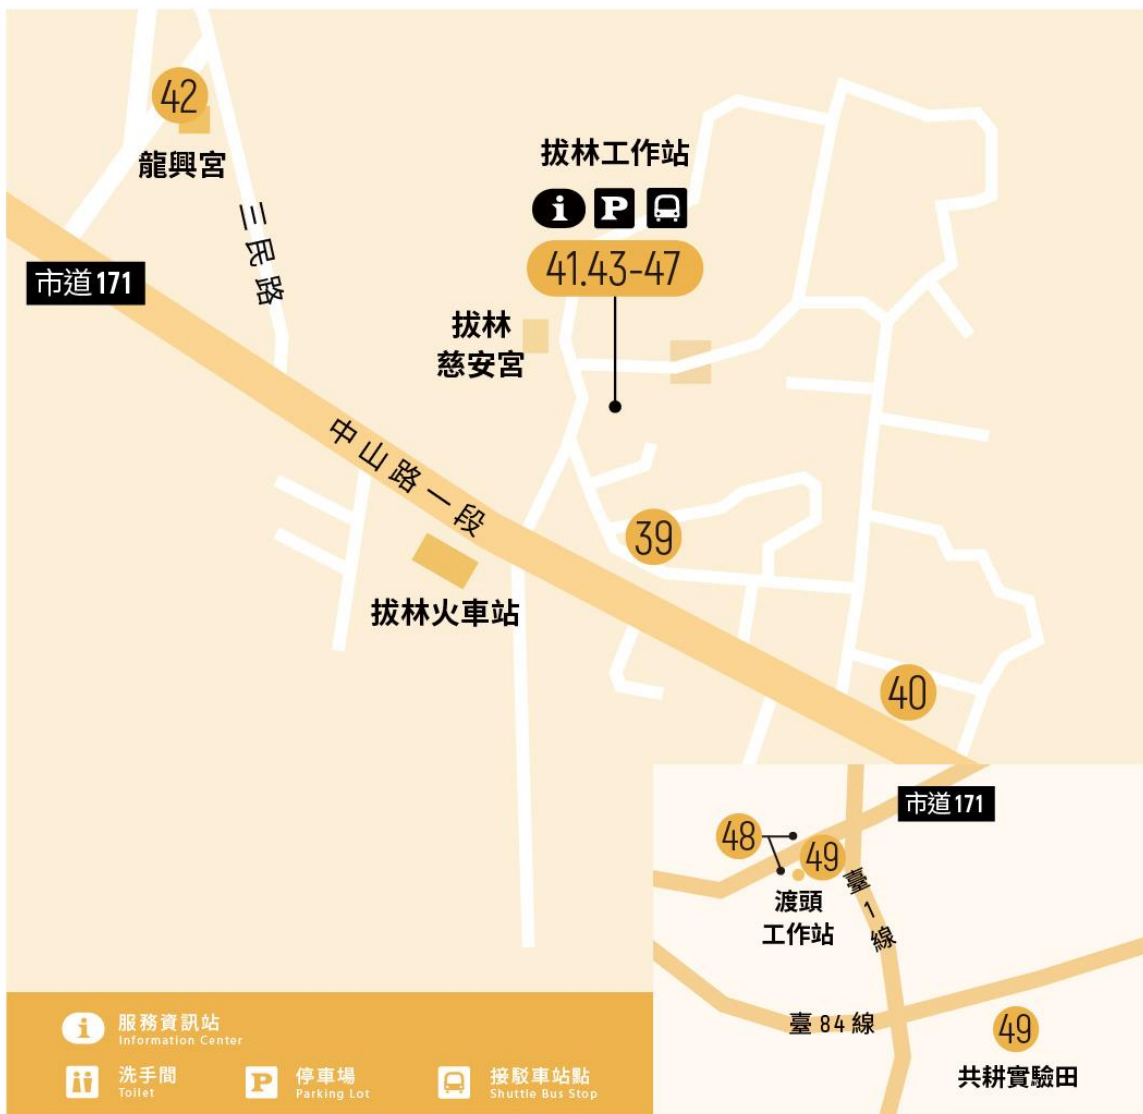 42
龍興宮
三民路
市道171
拔林工作站
i P
41.43-47
拔林
慈安宮
中山路一段
39
拔林火車站
40
市道171
48
49
渡頭
工作站
臺1線
臺84線
49
共耕實驗田
i 服務資訊站
Information Center
洗手間
Toilet
P 停車場
Parking Lot
接駁車站點
Shuttle Bus Stop